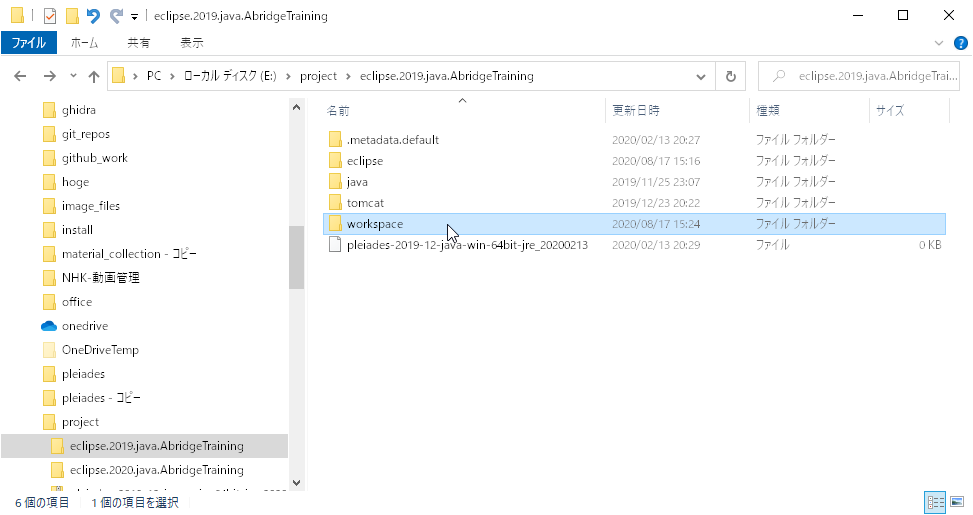 eclipse.2019.java.AbridgeTraining
ファイル ホーム 共有 表示
PC ローカル ディスク (E:) project eclipse.2019.java.AbridgeTraining
eclipse.2019.java.AbridgeTrai...
ghidra
git_repos
github_work
hoge
image_files
install
material_collection - コピー
NHK-動画管理
office
onedrive
OneDriveTemp
pleiades
pleiades - コピー
project
eclipse.2019.java.AbridgeTraining
eclipse.2020.java.AbridgeTraining
名前 更新日時 種類 サイズ
.metadata.default 2020/02/13 20:27 ファイル フォルダー
eclipse 2020/08/17 15:16 ファイル フォルダー
java 2019/11/25 23:07 ファイル フォルダー
tomcat 2019/12/23 20:22 ファイル フォルダー
workspace 2020/08/17 15:24 ファイル フォルダー
pleiades-2019-12-java-win-64bit-jre_20200213 2020/02/13 20:29 ファイル 0 KB
6 個の項目 1 個の項目を選択